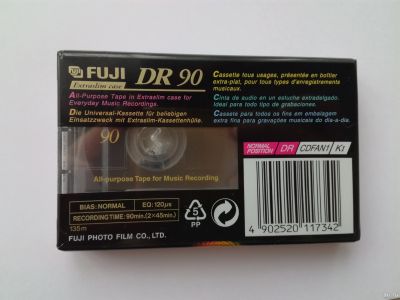 FUJI DR 90
Extraslim case
All-Purpose Tape in Extraslim case for
Everyday Music Recordings.
Die Universal-Kassette für beliebigen
Einsatzzweck mit Extraslim-Kassettenhülle.
Cassette tous usages, présentée en boîtier
extra-plat, pour tous types d'enregistrements
musicaux.
Cinta de audio en un estuche extradelgado.
Ideal para todo tipo de grabaciones.
Cassete para todos os fins em embalagem
extra fina para gravações musicais do dia-a-dia.
90
All-purpose Tape for Music Recording
NORMAL POSITION DR CDFAN1 K1
BIAS: NORMAL EQ: 120µs
RECORDING TIME: 90min. (2×45min.)
135m
FUJI PHOTO FILM CO., LTD.
5
PP
4 902520 117342